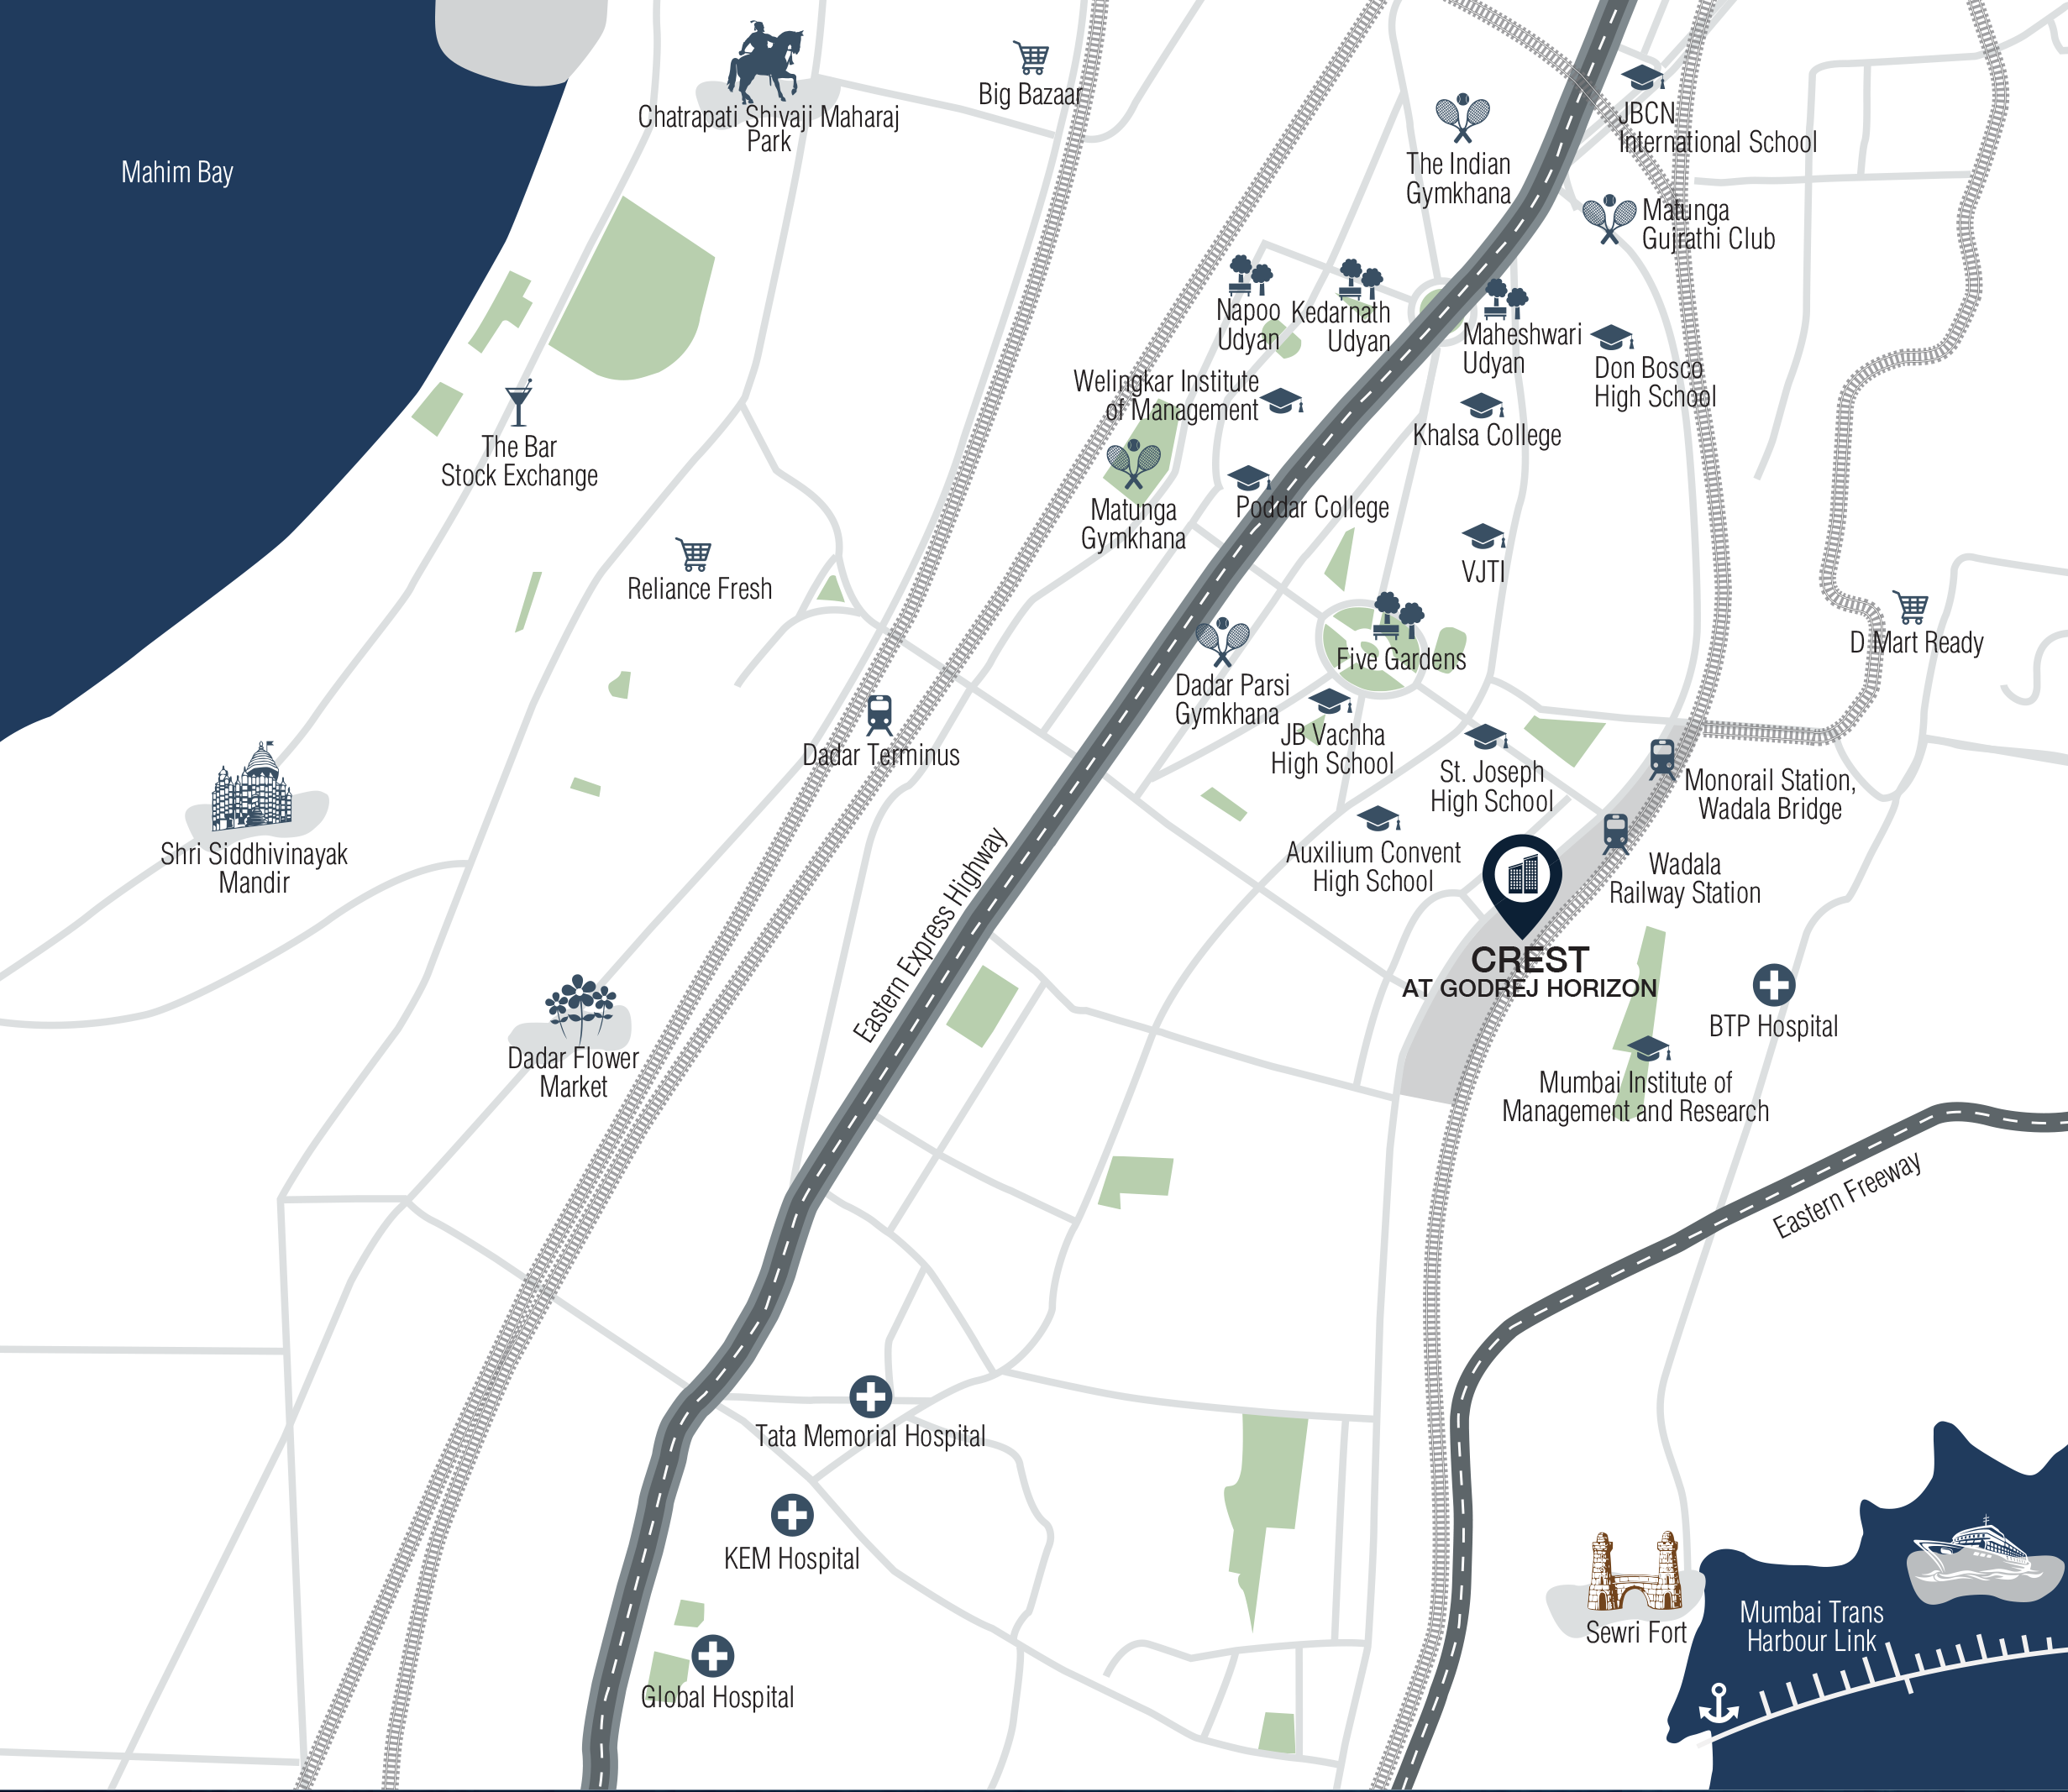 Mahim Bay
Chatrapati Shivaji Maharaj
Park
Big Bazaar
The Indian
Gymkhana
JBCN
International School
Matunga
Gujrathi Club
Napoo
Udyan
Kedarnath
Udyan
Maheshwari
Udyan
Don Bosco
High School
Welingkar Institute
of Management
Khalsa College
The Bar
Stock Exchange
Matunga
Gymkhana
Poddar College
VJTI
Reliance Fresh
D Mart Ready
Five Gardens
Dadar Parsi
Gymkhana
JB Vachha
High School
Dadar Terminus
St. Joseph
High School
Monorail Station,
Wadala Bridge
Shri Siddhivinayak
Mandir
Auxilium Convent
High School
Wadala
Railway Station
Eastern Express Highway
CREST
AT GODREJ HORIZON
BTP Hospital
Dadar Flower
Market
Mumbai Institute of
Management and Research
Eastern Freeway
Tata Memorial Hospital
KEM Hospital
Sewri Fort
Mumbai Trans
Harbour Link
Global Hospital